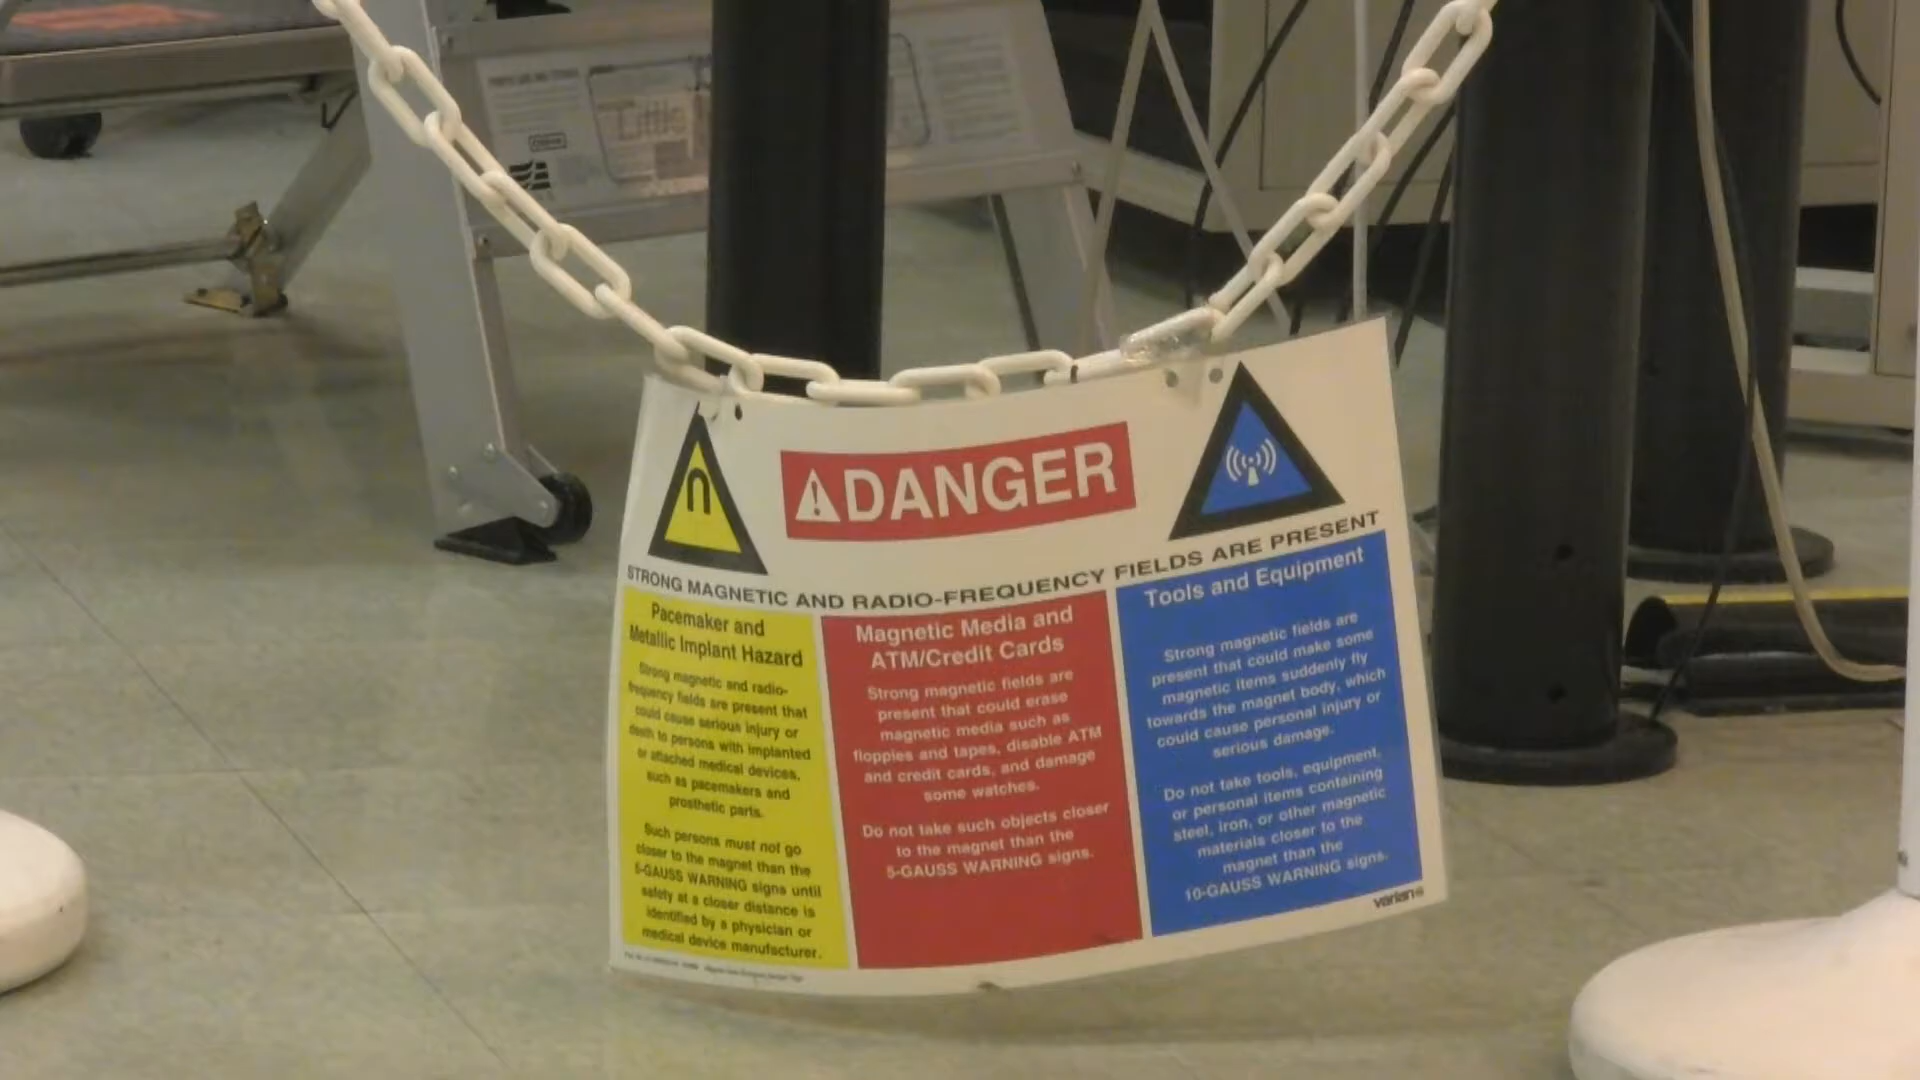 DANGER
STRONG MAGNETIC AND RADIO-FREQUENCY FIELDS ARE PRESENT
Pacemaker and
Metallic Implant Hazard
Strong magnetic and radio-
frequency fields are present that
could cause serious injury or
death to persons with implanted
or attached medical devices,
such as pacemakers and
prosthetic parts.
Such persons must not go
closer to the magnet than the
5-GAUSS WARNING signs until
safety at a closer distance is
identified by a physician or
medical device manufacturer.
Magnetic Media and
ATM/Credit Cards
Strong magnetic fields are
present that could erase
magnetic media such as
floppies and tapes, disable ATM
and credit cards, and damage
some watches.
Do not take such objects closer
to the magnet than the
5-GAUSS WARNING signs.
Tools and Equipment
Strong magnetic fields are
present that could make some
magnetic items suddenly fly
towards the magnet body, which
could cause personal injury or
serious damage.
Do not take tools, equipment,
or personal items containing
steel, iron, or other magnetic
materials closer to the
magnet than the
10-GAUSS WARNING signs.
varian